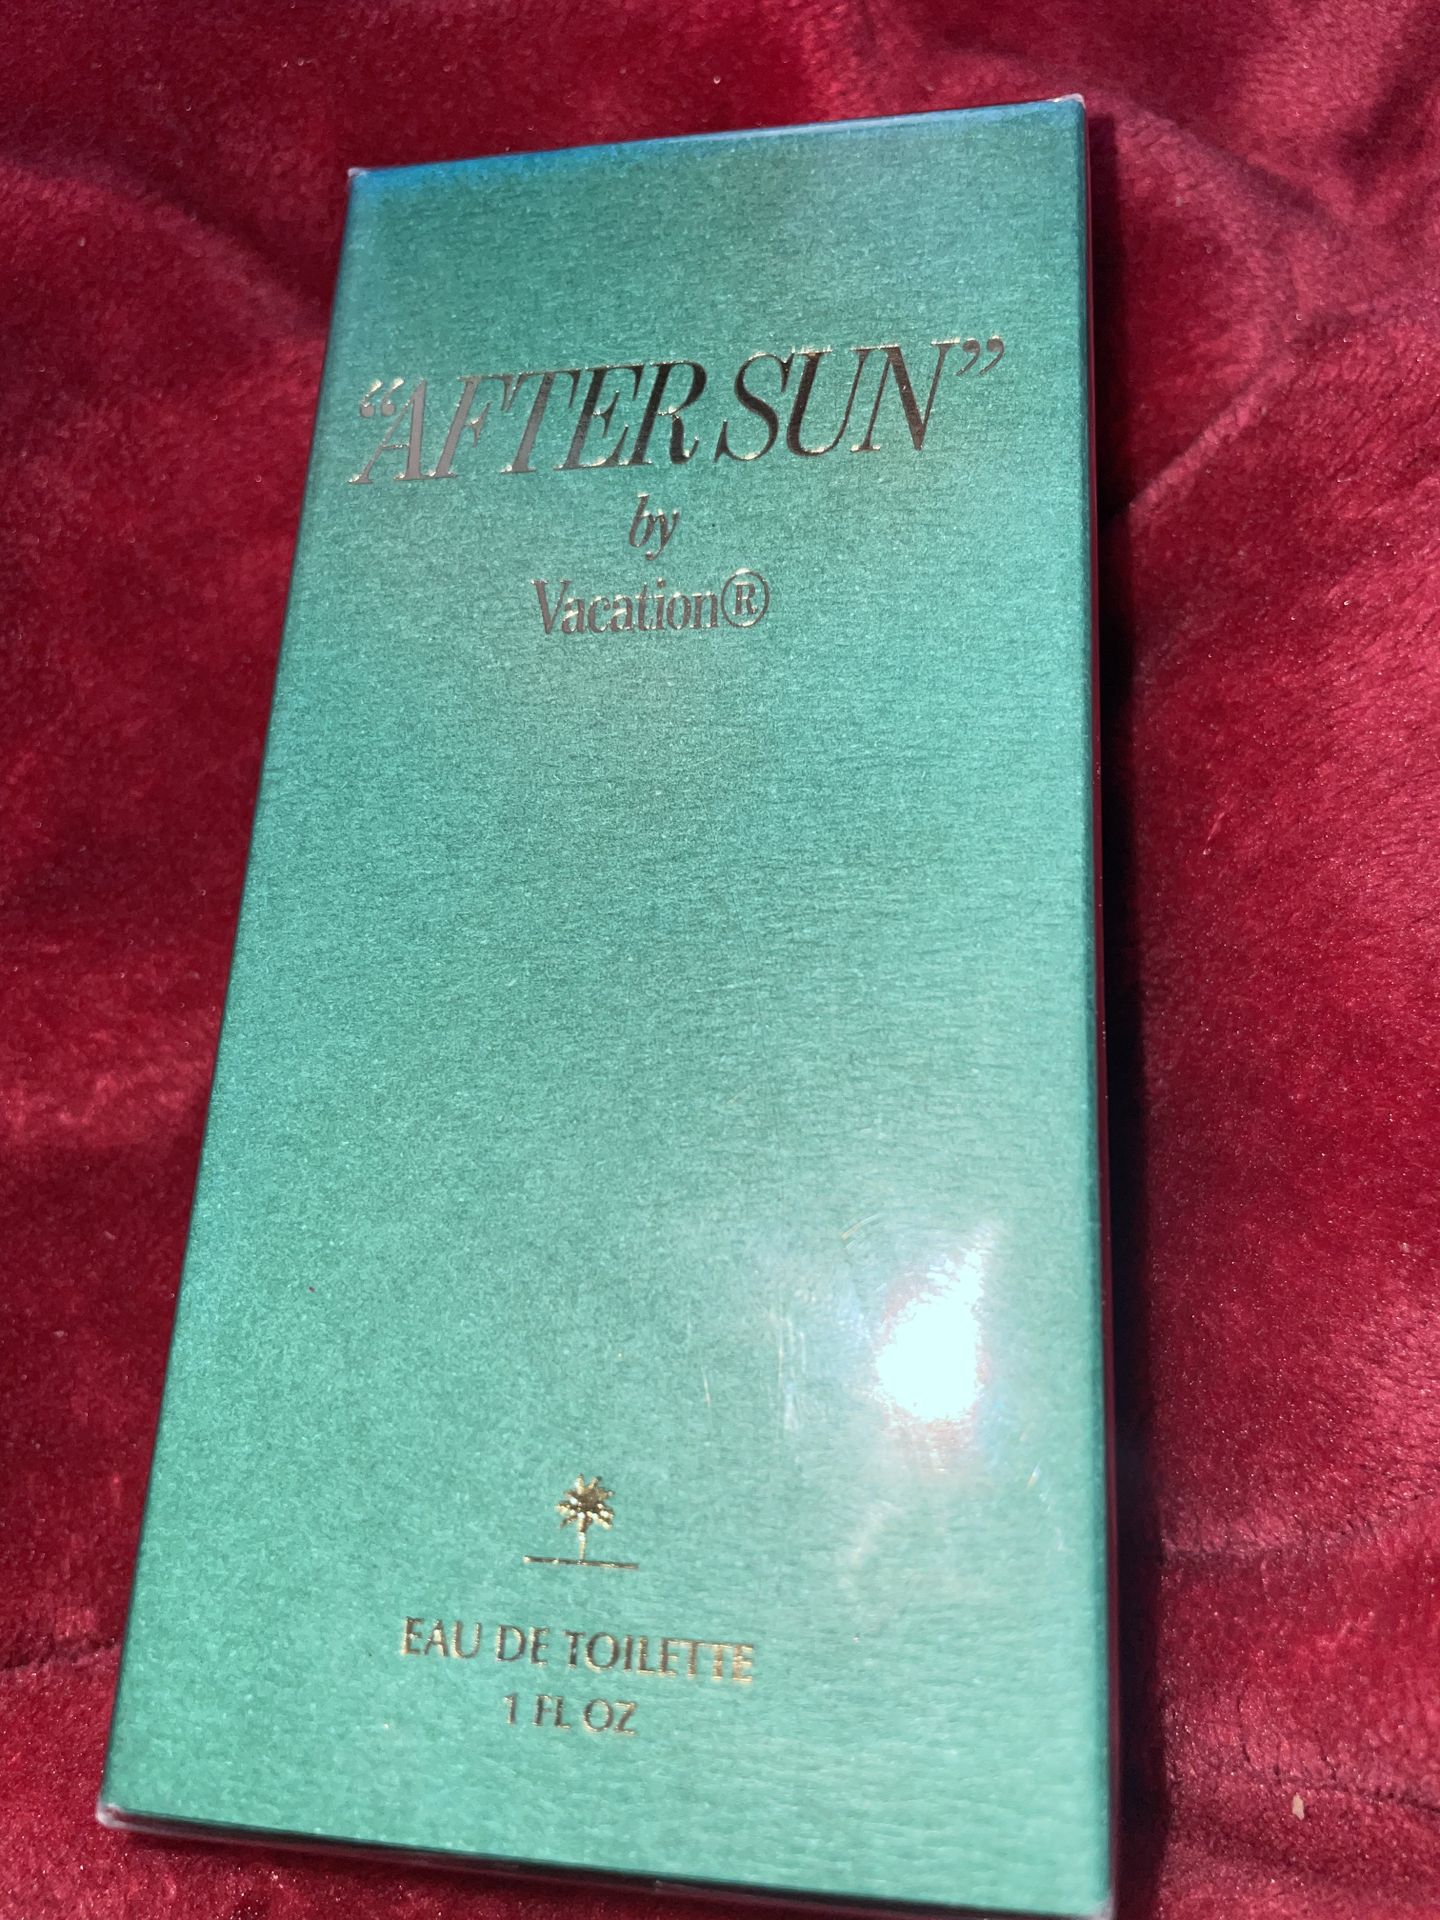 “AFTER SUN”
by
Vacation®
EAU DE TOILETTE
1 FL OZ